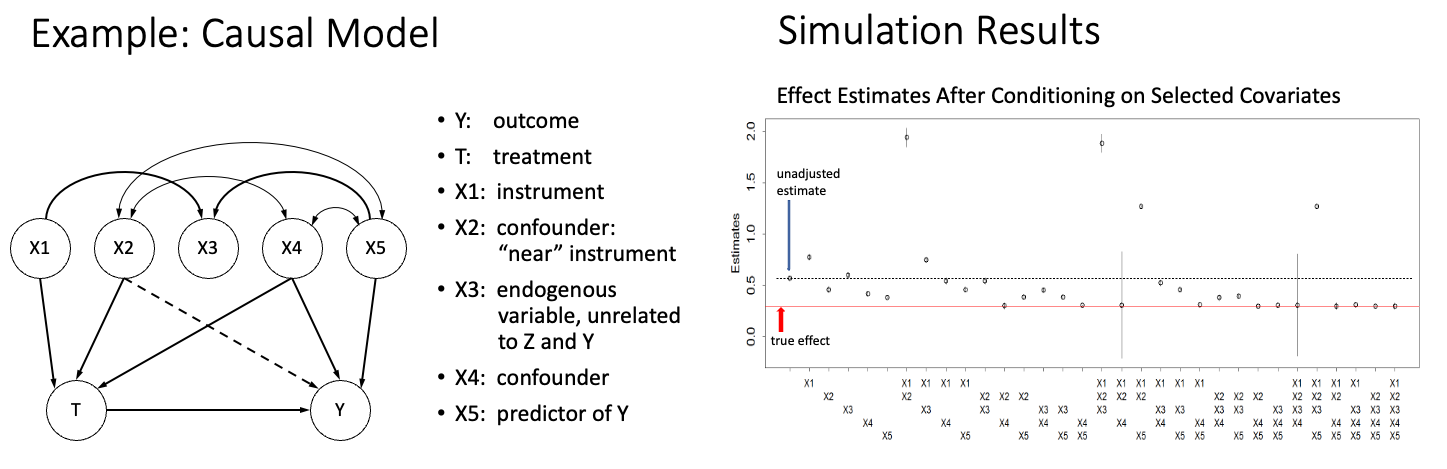 Example: Causal Model
X1 X2 X3 X4 X5
T Y
• Y: outcome
• T: treatment
• X1: instrument
• X2: confounder:
"near" instrument
• X3: endogenous
variable, unrelated
to Z and Y
• X4: confounder
• X5: predictor of Y
Simulation Results
Effect Estimates After Conditioning on Selected Covariates
Estimates
2.0
1.5
1.0
0.5
0.0
unadjusted
estimate
true effect
X1 X1 X1 X1 X1 X1 X1 X1 X1 X1 X1 X1 X1 X1 X1 X1
X2 X2 X2 X2 X2 X2 X2 X2 X2 X2 X2 X2 X2 X2 X2 X2
X3 X3 X3 X3 X3 X3 X3 X3 X3 X3 X3 X3 X3 X3 X3 X3
X4 X4 X4 X4 X4 X4 X4 X4 X4 X4 X4 X4 X4 X4 X4 X4
X5 X5 X5 X5 X5 X5 X5 X5 X5 X5 X5 X5 X5 X5 X5 X5